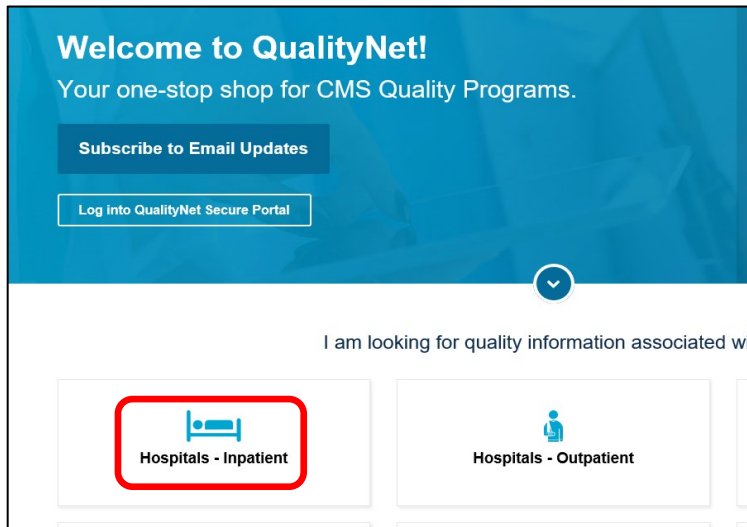 Welcome to QualityNet!
Your one-stop shop for CMS Quality Programs.
Subscribe to Email Updates
Log into QualityNet Secure Portal
I am looking for quality information associated
Hospitals - Inpatient
Hospitals - Outpatient